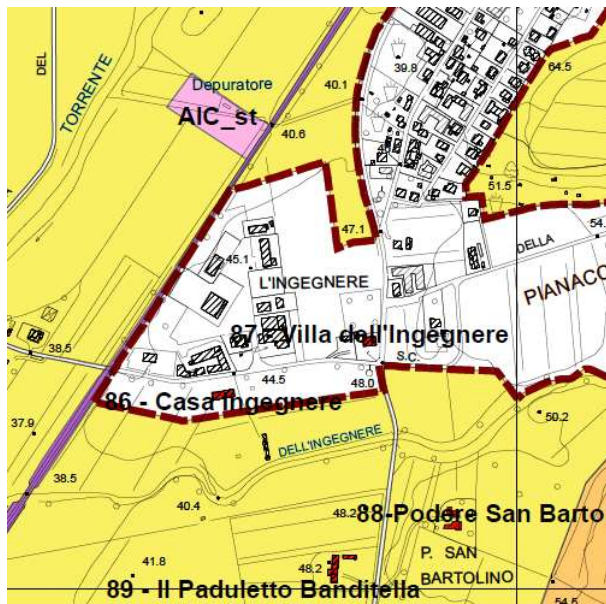 DEL
TORRENTE
Depuratore
AIC_st
40.1
39.8
64.5
40.6
51.5
47.1
54.
DELLA
45.1
L'INGEGNERE
PIANACC
87 - Villa dell'Ingegnere
38.5
S.C.
44.5
48.0
86 - Casa Ingegnere
50.2
37.9
DELL'INGEGNERE
38.5
40.4
48.2
88-Podere San Barto
P. SAN
BARTOLINO
41.8
48.2
89 - Il Paduletto Banditella
54.5